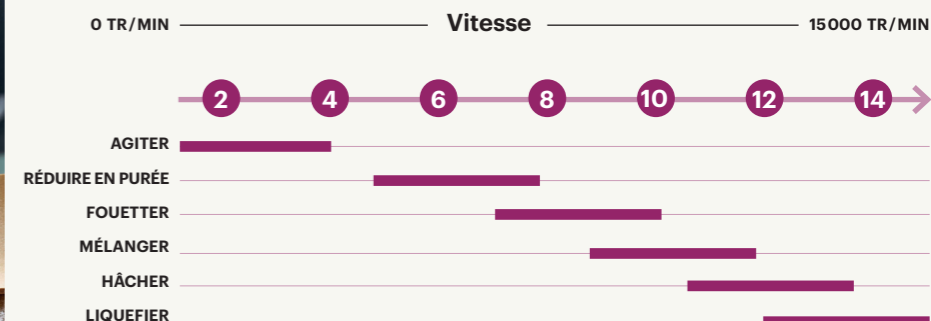 0 TR/MIN Vitesse 15000 TR/MIN
2 4 6 8 10 12 14
AGITER
RÉDUIRE EN PURÉE
FOUETTER
MÉLANGER
HÂCHER
LIQUEFIER